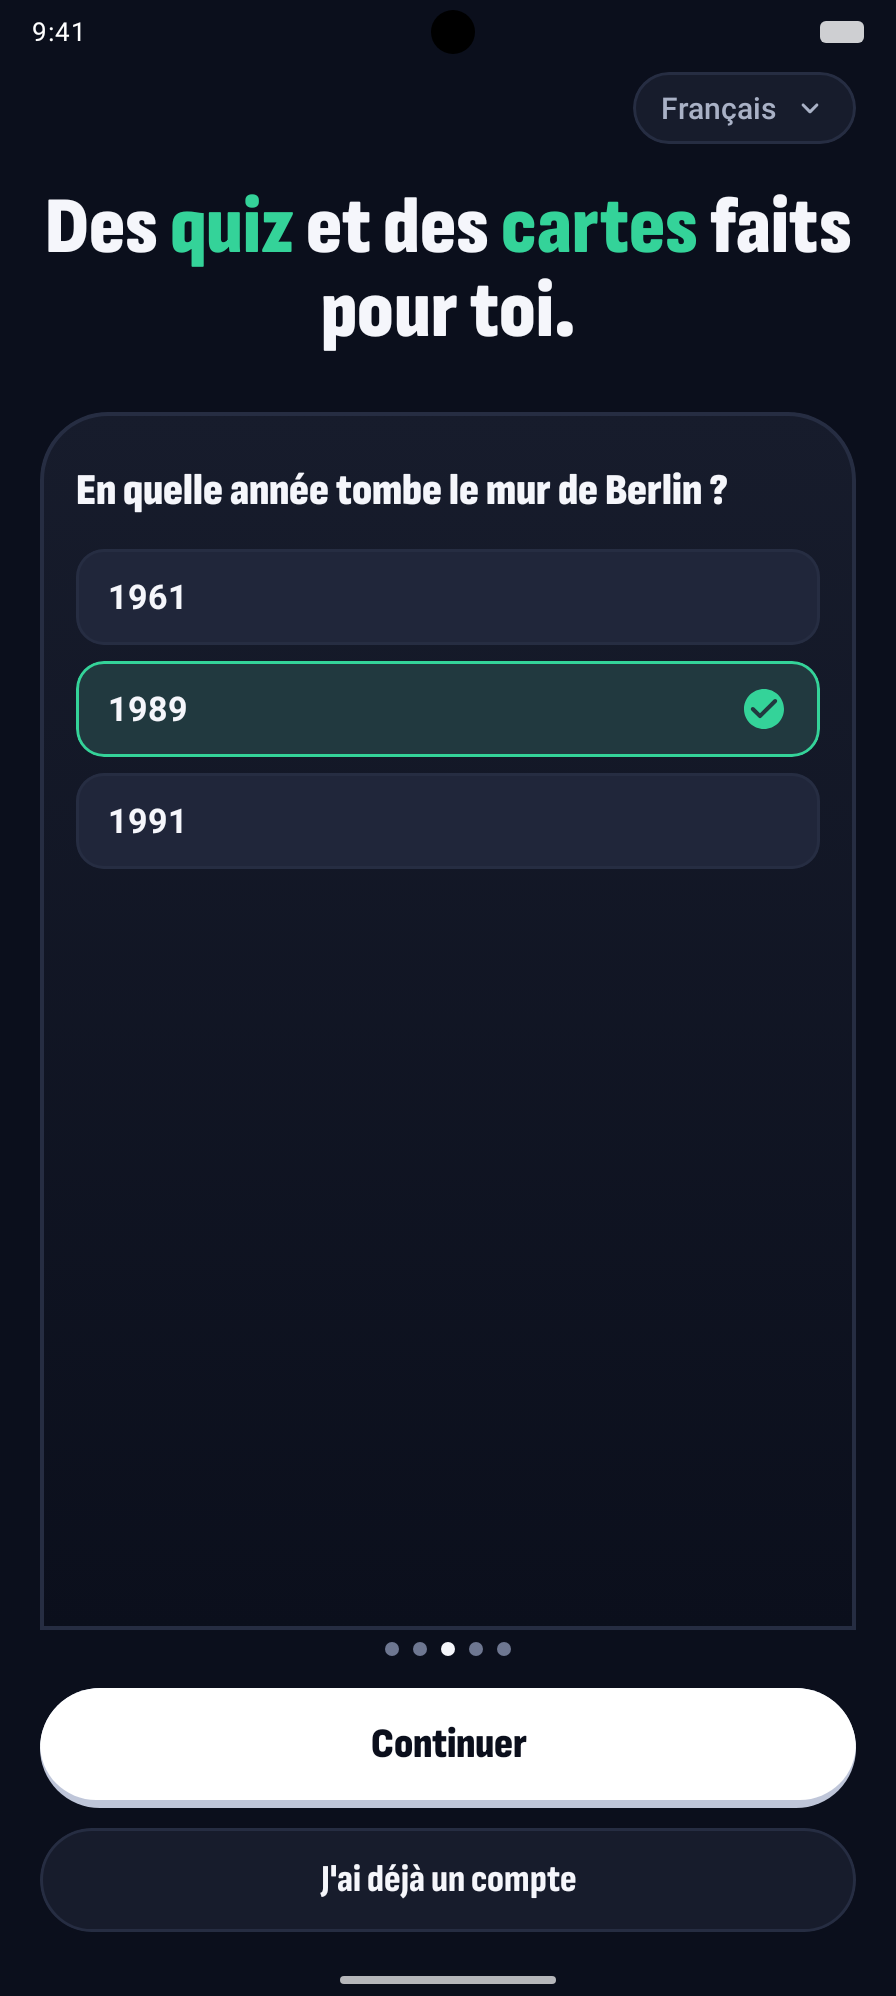 9:41
Français
Des quiz et des cartes faits
pour toi.
En quelle année tombe le mur de Berlin ?
1961
1989
1991
Continuer
J'ai déjà un compte